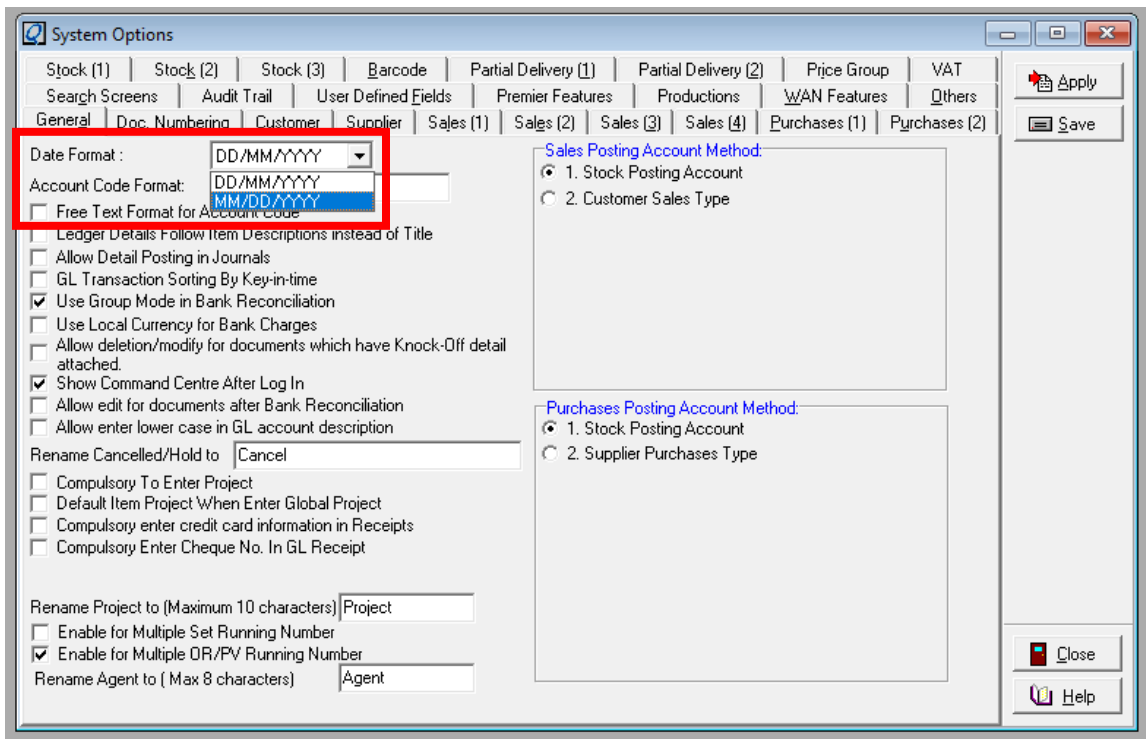 System Options
Stock (1) Stock (2) Stock (3) Barcode Partial Delivery (1) Partial Delivery (2) Price Group VAT
Search Screens Audit Trail User Defined Fields Premier Features Productions WAN Features Others
General Doc. Numbering Customer Supplier Sales (1) Sales (2) Sales (3) Sales (4) Purchases (1) Purchases (2)
Apply
Save
Date Format : DD/MM/YYYY
DD/MM/YYYY
MM/DD/YYYY
Account Code Format:
Free Text Format for Account Code
Ledger Details Follow Item Descriptions instead of Title
Allow Detail Posting in Journals
GL Transaction Sorting By Key-in-time
Use Group Mode in Bank Reconciliation
Use Local Currency for Bank Charges
Allow deletion/modify for documents which have Knock-Off detail
attached.
Show Command Centre After Log In
Allow edit for documents after Bank Reconciliation
Allow enter lower case in GL account description
Rename Cancelled/Hold to Cancel
Compulsory To Enter Project
Default Item Project When Enter Global Project
Compulsory enter credit card information in Receipts
Compulsory Enter Cheque No. In GL Receipt
Rename Project to (Maximum 10 characters) Project
Enable for Multiple Set Running Number
Enable for Multiple OR/PV Running Number
Rename Agent to ( Max 8 characters) Agent
Sales Posting Account Method:
1. Stock Posting Account
2. Customer Sales Type
Purchases Posting Account Method:
1. Stock Posting Account
2. Supplier Purchases Type
Close
Help